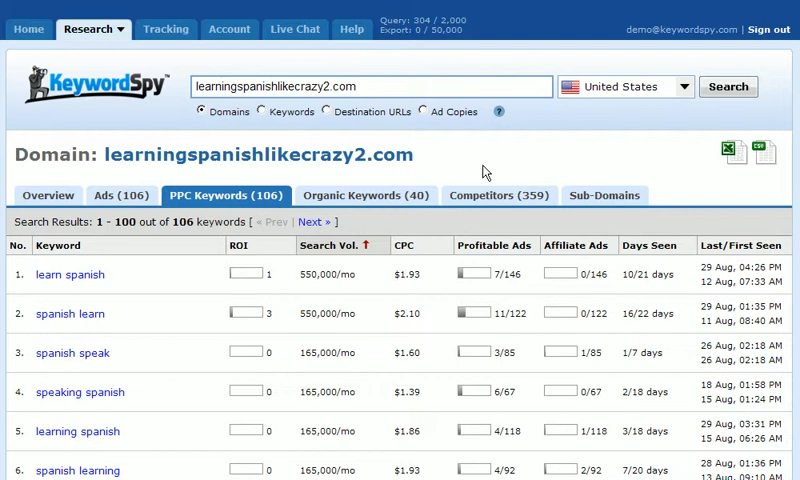 Home Research Tracking Account Live Chat Help Query: 304 / 2,000
Export: 0 / 50,000
demo@keywordspy.com | Sign out
KeywordSpy learningspanishlikecrazy2.com United States Search
Domains Keywords Destination URLs Ad Copies ?
Domain: learningspanishlikecrazy2.com
CSV
Overview Ads (106) PPC Keywords (106) Organic Keywords (40) Competitors (359) Sub-Domains
Search Results: 1 - 100 out of 106 keywords [ « Prev | Next » ]
No. Keyword ROI Search Vol. CPC Profitable Ads Affiliate Ads Days Seen Last/First Seen
1. learn spanish 1 550,000/mo $1.93 7/146 0/146 10/21 days 29 Aug, 04:26 PM
12 Aug, 07:33 AM
2. spanish learn 3 550,000/mo $2.10 11/122 0/122 16/22 days 29 Aug, 01:35 PM
11 Aug, 08:40 AM
3. spanish speak 0 165,000/mo $1.60 3/85 1/85 1/7 days 26 Aug, 02:18 AM
26 Aug, 02:18 AM
4. speaking spanish 0 165,000/mo $1.39 6/67 0/67 2/18 days 18 Aug, 01:58 PM
15 Aug, 01:24 PM
5. learning spanish 0 165,000/mo $1.86 4/118 1/118 3/18 days 29 Aug, 03:31 PM
15 Aug, 06:26 AM
6. spanish learning 0 165,000/mo $1.93 4/92 2/92 7/20 days 28 Aug, 01:36 PM
13 Aug, 09:10 AM